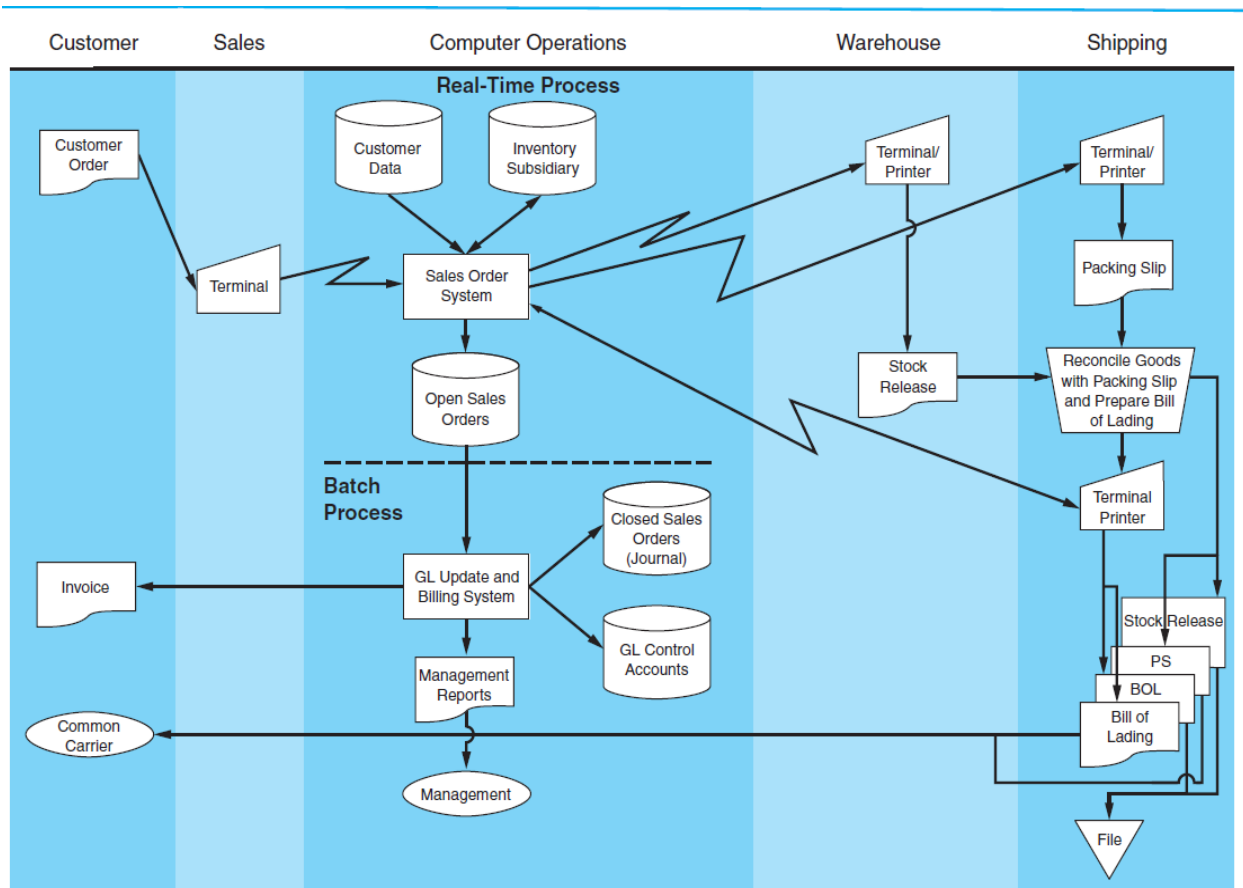 Customer
Sales
Computer Operations
Warehouse
Shipping
Real-Time Process
Customer
Order
Customer
Data
Inventory
Subsidiary
Terminal/
Printer
Terminal/
Printer
Terminal
Sales Order
System
Packing Slip
Open Sales
Orders
Stock
Release
Reconcile Goods
with Packing Slip
and Prepare Bill
of Lading
Batch
Process
Closed Sales
Orders
(Journal)
Terminal
Printer
Invoice
GL Update and
Billing System
GL Control
Accounts
Stock Release
PS
BOL
Bill of
Lading
Management
Reports
Common
Carrier
Management
File